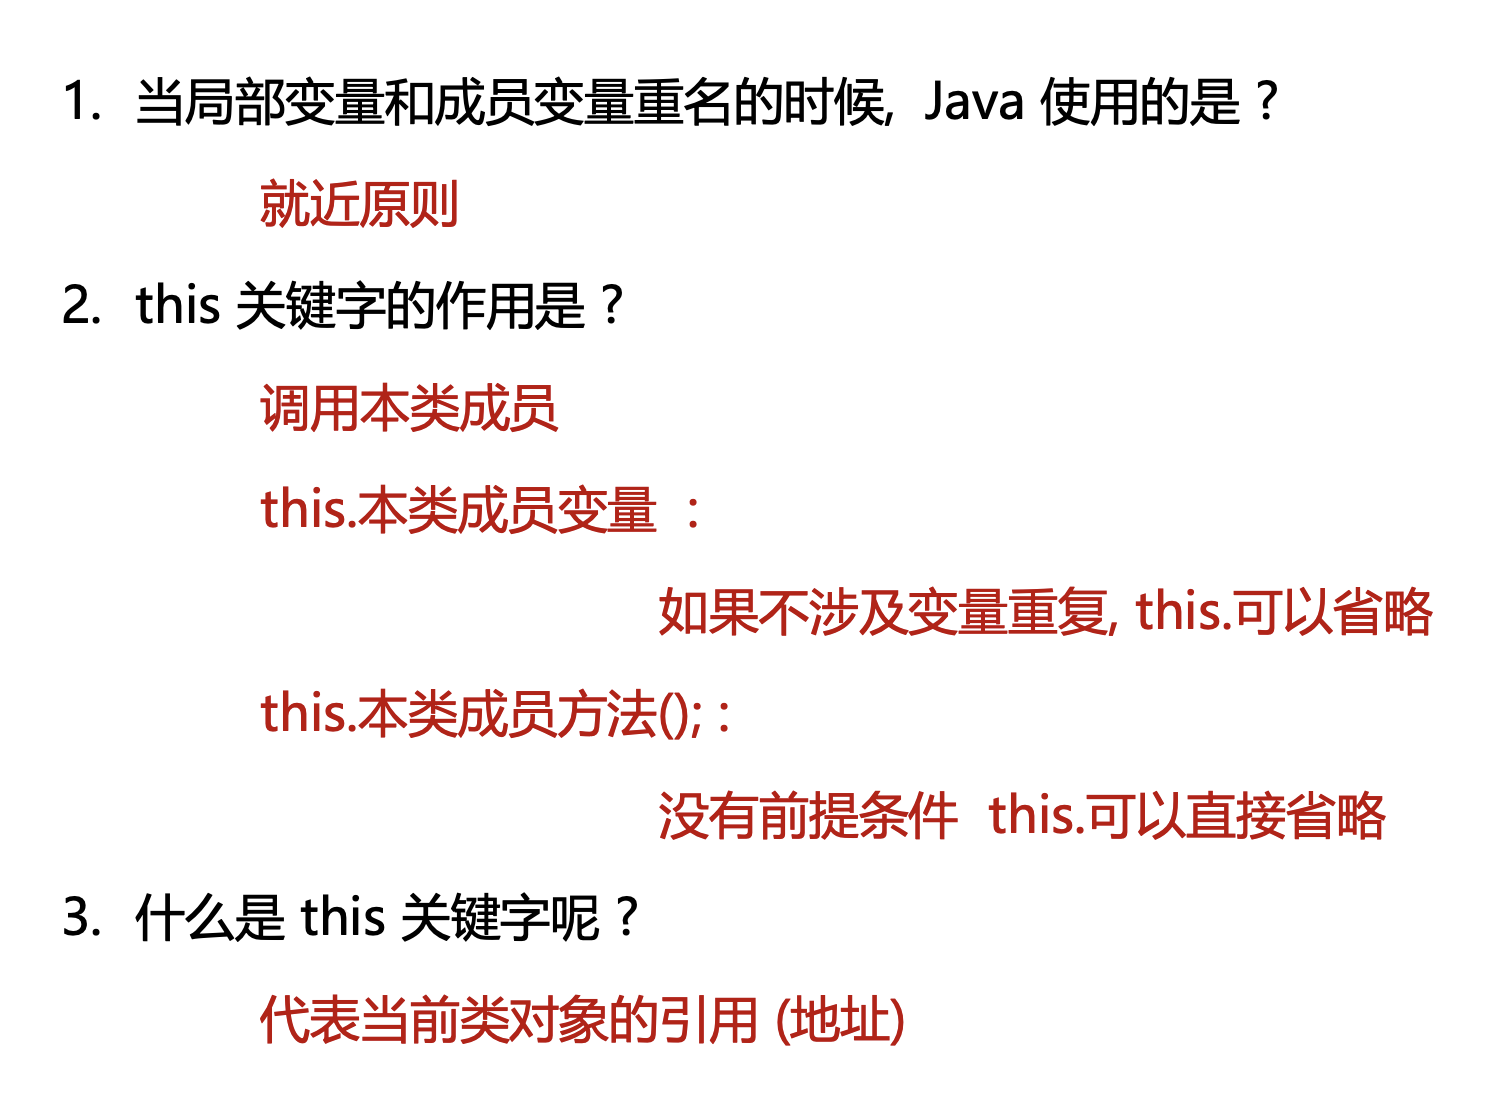 1. 当局部变量和成员变量重名的时候, Java 使用的是？
就近原则
2. this 关键字的作用是？
调用本类成员
this.本类成员变量 ：
如果不涉及变量重复, this.可以省略
this.本类成员方法(); :
没有前提条件 this.可以直接省略
3. 什么是 this 关键字呢？
代表当前类对象的引用 (地址)